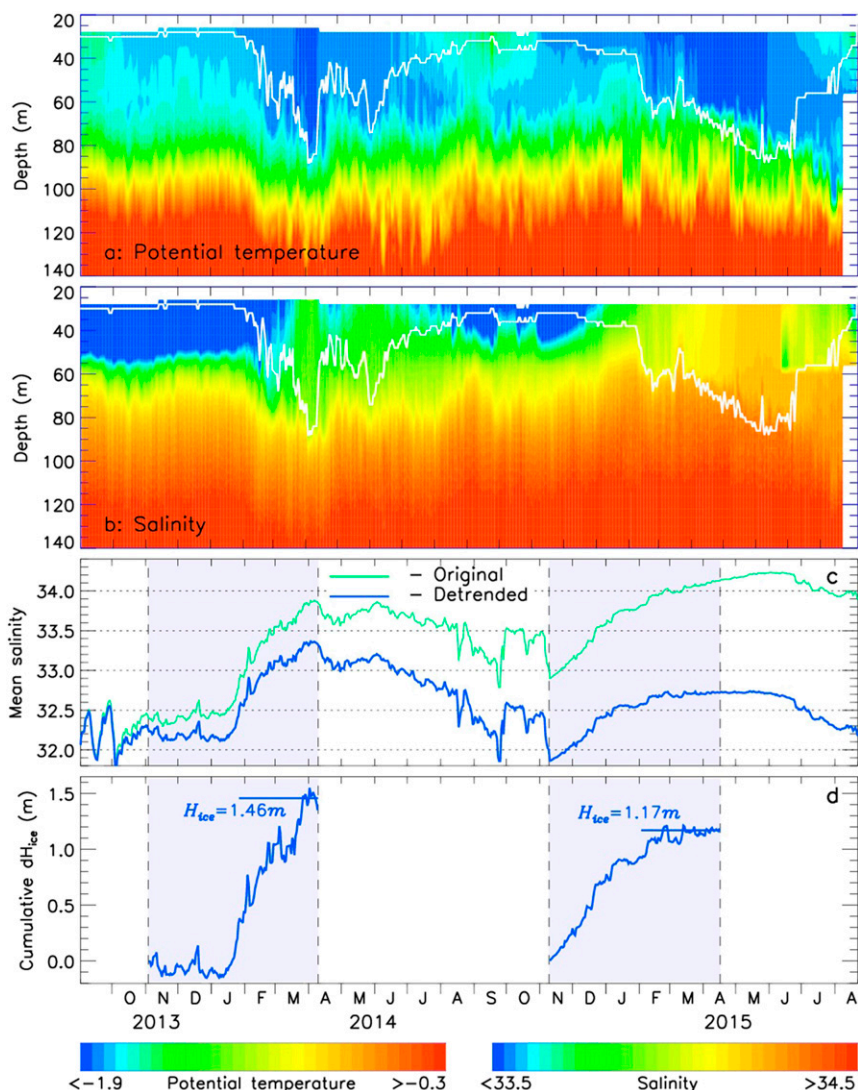 20
40
60
80
100
120
140
Depth (m)
a: Potential temperature
20
40
60
80
100
120
140
Depth (m)
b: Salinity
34.0
33.5
33.0
32.5
32.0
Mean salinity
– Original
– Detrended
c
1.5
1.0
0.5
0.0
Cumulative dHice (m)
Hice=1.46m
Hice=1.17m
d
O N D J F M A M J J A S O N D J F M A M J J A
2013 2014 2015
<-1.9 Potential temperature >-0.3
<33.5 Salinity >34.5